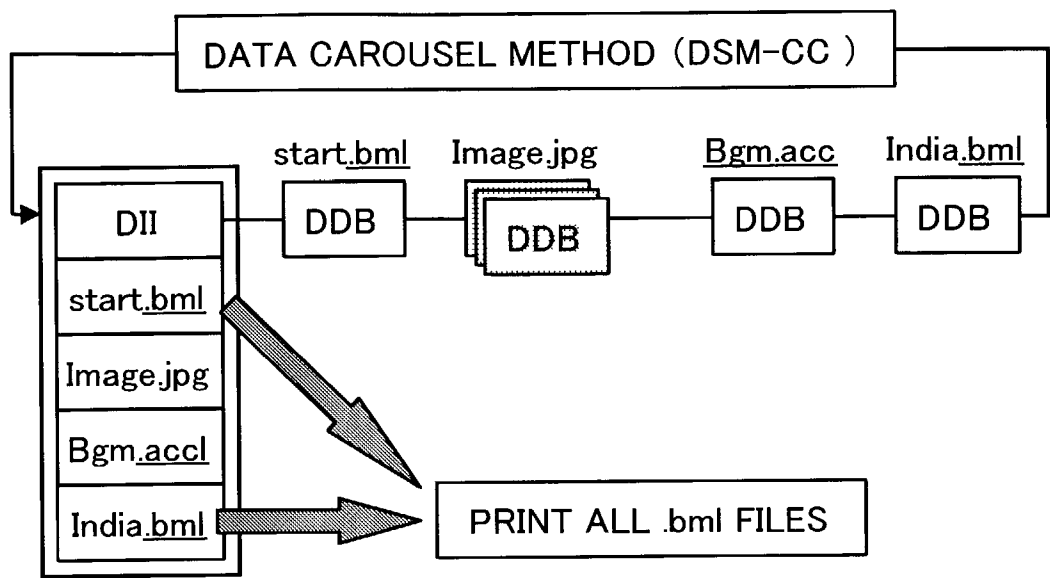 DATA CAROUSEL METHOD (DSM-CC )
start.bml
Image.jpg
Bgm.acc
India.bml
DII
DDB
DDB
DDB
DDB
start.bml
Image.jpg
Bgm.accl
India.bml
PRINT ALL .bml FILES